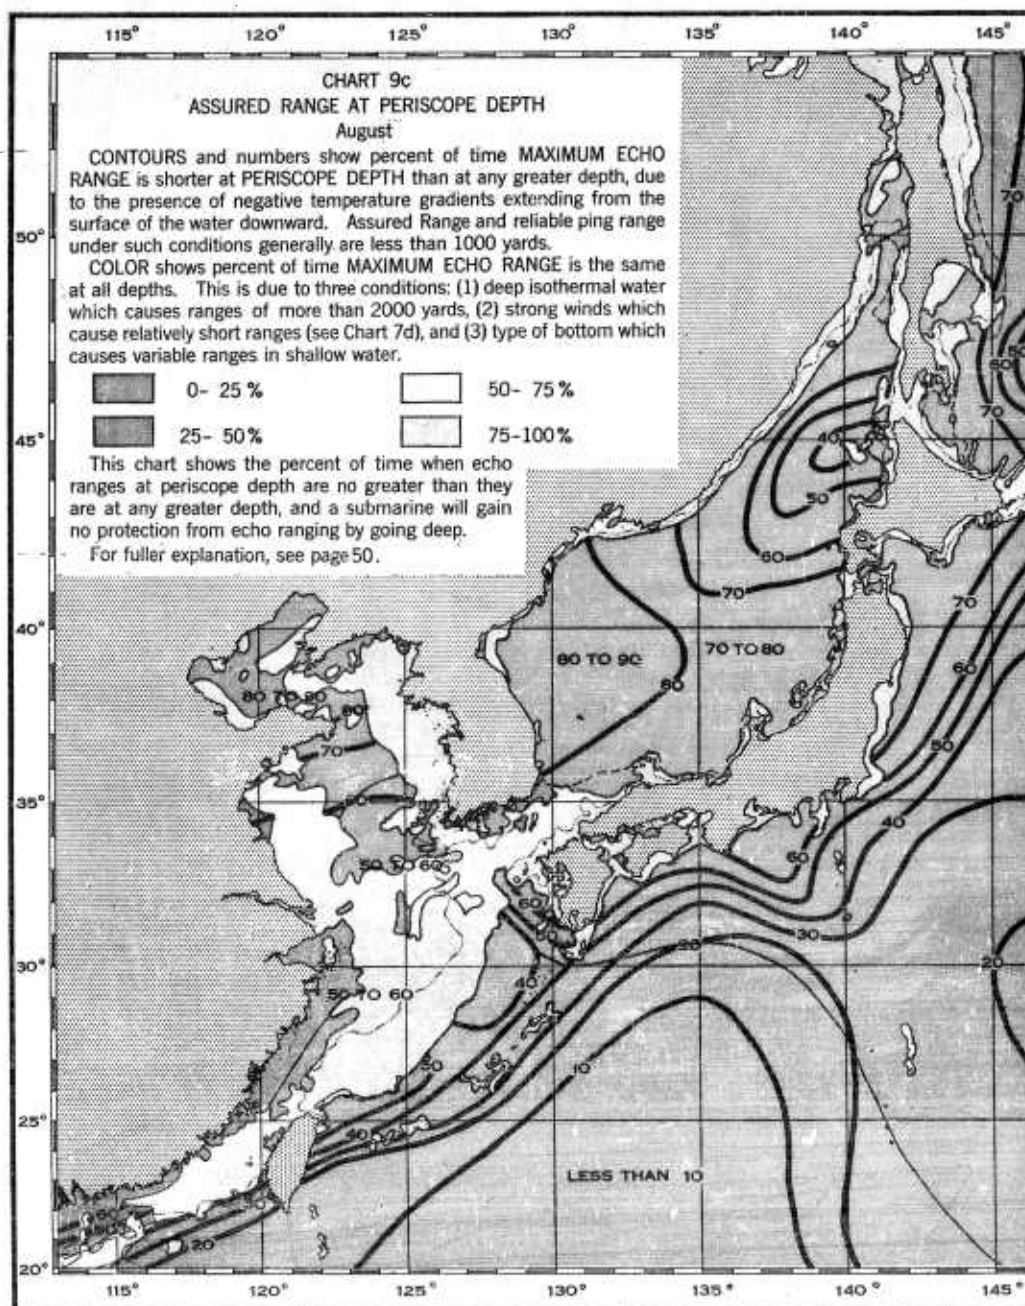 115° 120° 125° 130° 135° 140° 145°
CHART 9c
ASSURED RANGE AT PERISCOPE DEPTH
August
CONTOURS and numbers show percent of time MAXIMUM ECHO
RANGE is shorter at PERISCOPE DEPTH than at any greater depth, due
to the presence of negative temperature gradients extending from the
surface of the water downward. Assured Range and reliable ping range
under such conditions generally are less than 1000 yards.
COLOR shows percent of time MAXIMUM ECHO RANGE is the same
at all depths. This is due to three conditions: (1) deep isothermal water
which causes ranges of more than 2000 yards, (2) strong winds which
cause relatively short ranges (see Chart 7d), and (3) type of bottom which
causes variable ranges in shallow water.
0- 25% 50- 75%
25- 50% 75-100%
This chart shows the percent of time when echo
ranges at periscope depth are no greater than they
are at any greater depth, and a submarine will gain
no protection from echo ranging by going deep.
For fuller explanation, see page 50.
70
50°
50
70
45°
40
50
60
70
70
40°
60
80 TO 90
70 TO 80
80
80 TO 90
80
50
70
35°
40
60
50 TO 60
60
30
20
30°
20
40
50 TO 60
50
10
25°
40
LESS THAN 10
60
20
20°
115° 120° 125° 130° 135° 140° 145°